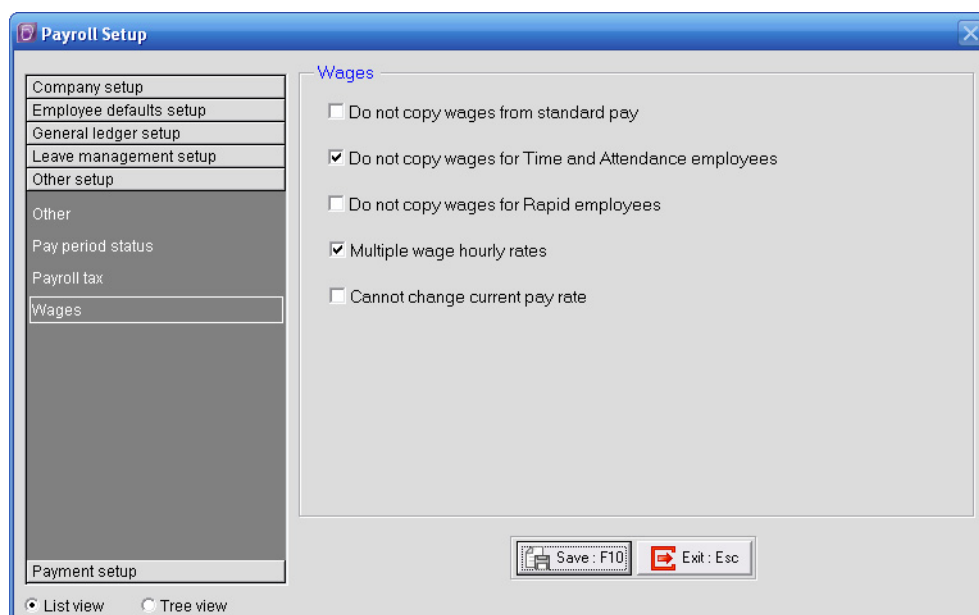 Payroll Setup
Company setup
Employee defaults setup
General ledger setup
Leave management setup
Other setup
Other
Pay period status
Payroll tax
Wages
Payment setup
List view
Tree view
Wages
Do not copy wages from standard pay
Do not copy wages for Time and Attendance employees
Do not copy wages for Rapid employees
Multiple wage hourly rates
Cannot change current pay rate
Save : F10
Exit : Esc